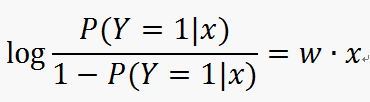 log P(Y = 1|x) / 1 − P(Y = 1|x) = w · x